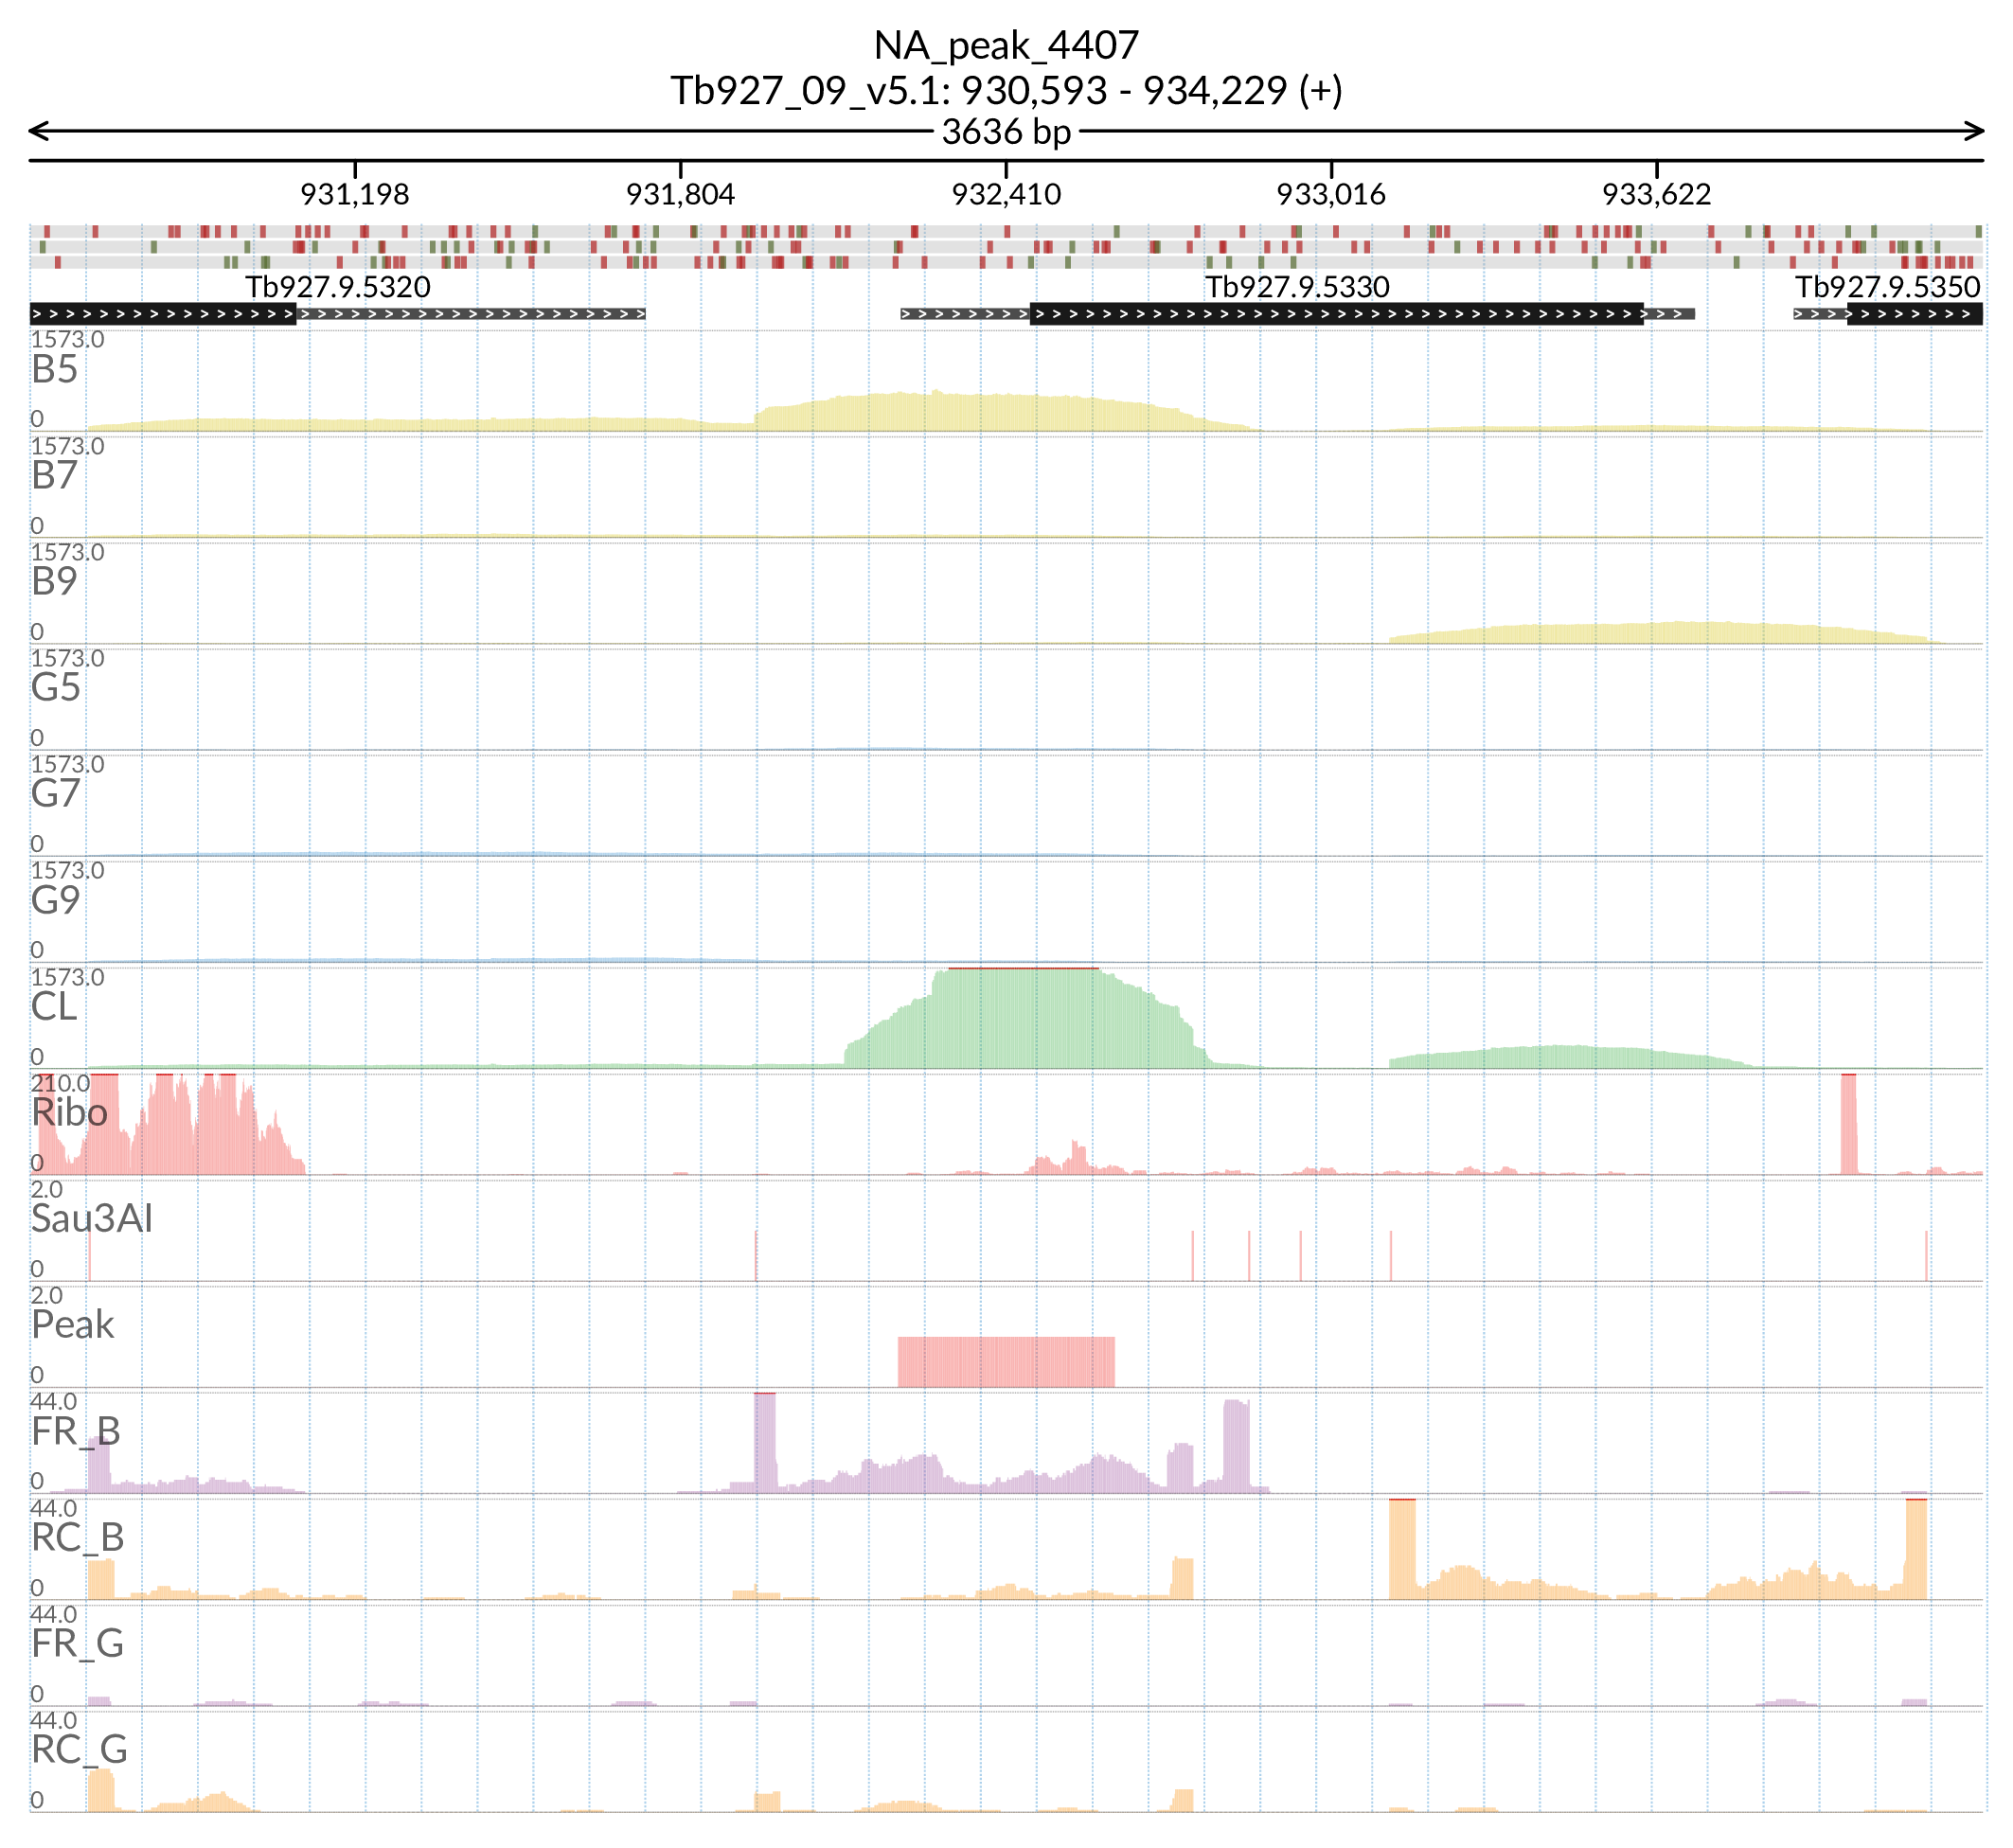 NA_peak_4407
Tb927_09_v5.1: 930,593 - 934,229 (+)
3636 bp
931,198 931,804 932,410 933,016 933,622
Tb927.9.5320 Tb927.9.5330 Tb927.9.5350
1573.0
B5
0
1573.0
B7
0
1573.0
B9
0
1573.0
G5
0
1573.0
G7
0
1573.0
G9
0
1573.0
CL
0
210.0
Ribo
0
2.0
Sau3AI
0
2.0
Peak
0
44.0
FR_B
0
44.0
RC_B
0
44.0
FR_G
0
44.0
RC_G
0